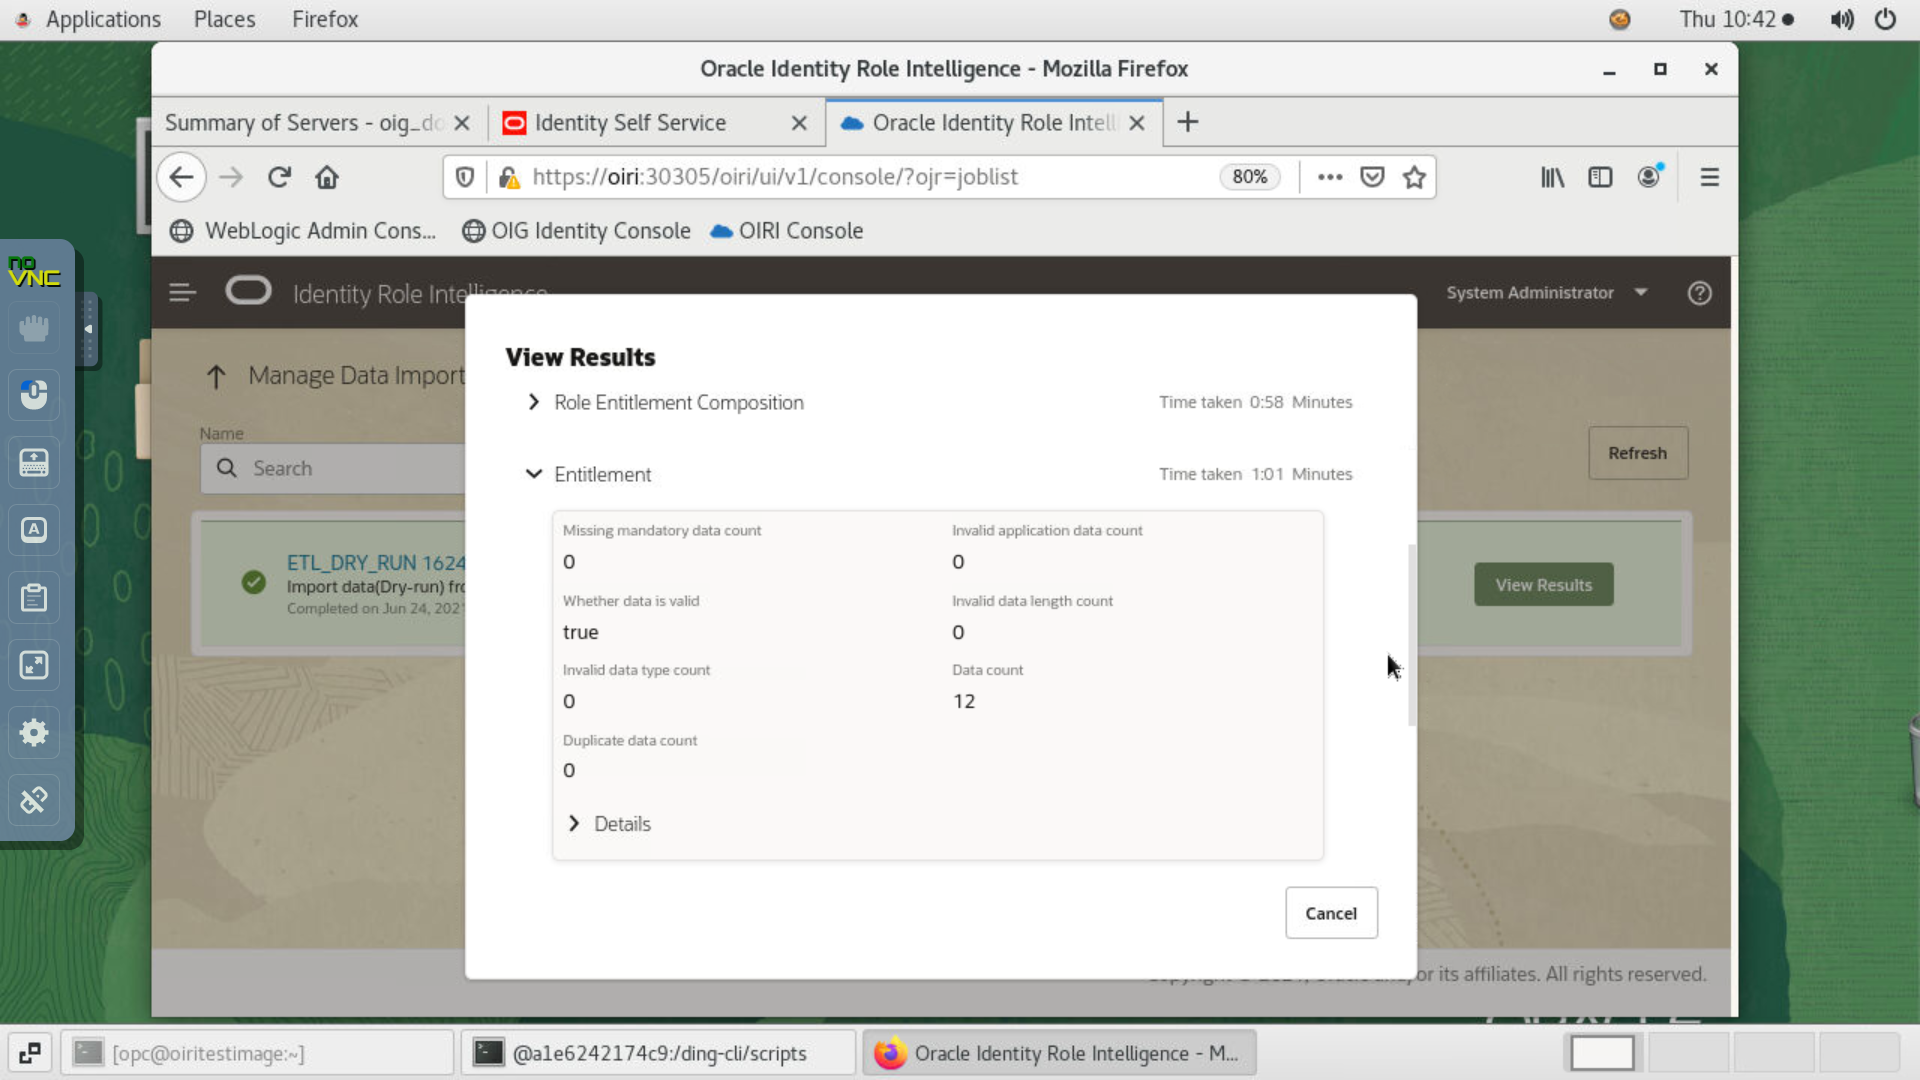 Applications Places Firefox Thu 10:42
Oracle Identity Role Intelligence - Mozilla Firefox
Summary of Servers - oig_do Identity Self Service Oracle Identity Role Intelli
https://oiri:30305/oiri/ui/v1/console/?ojr=joblist 80%
WebLogic Admin Cons... OIG Identity Console OIRI Console
no
VNC
Identity Role Intelligence System Administrator
View Results
Manage Data Import
Role Entitlement Composition Time taken 0:58 Minutes
Name
Search
Refresh
Entitlement Time taken 1:01 Minutes
Missing mandatory data count Invalid application data count
0 0
ETL_DRY_RUN 1624
Import data(Dry-run) fro
Completed on Jun 24, 202
View Results
Whether data is valid Invalid data length count
true 0
Invalid data type count Data count
0 12
Duplicate data count
0
Details
Cancel
or its affiliates. All rights reserved.
[opc@oiritestimage:~] @a1e6242174c9:/ding-cli/scripts Oracle Identity Role Intelligence - M...